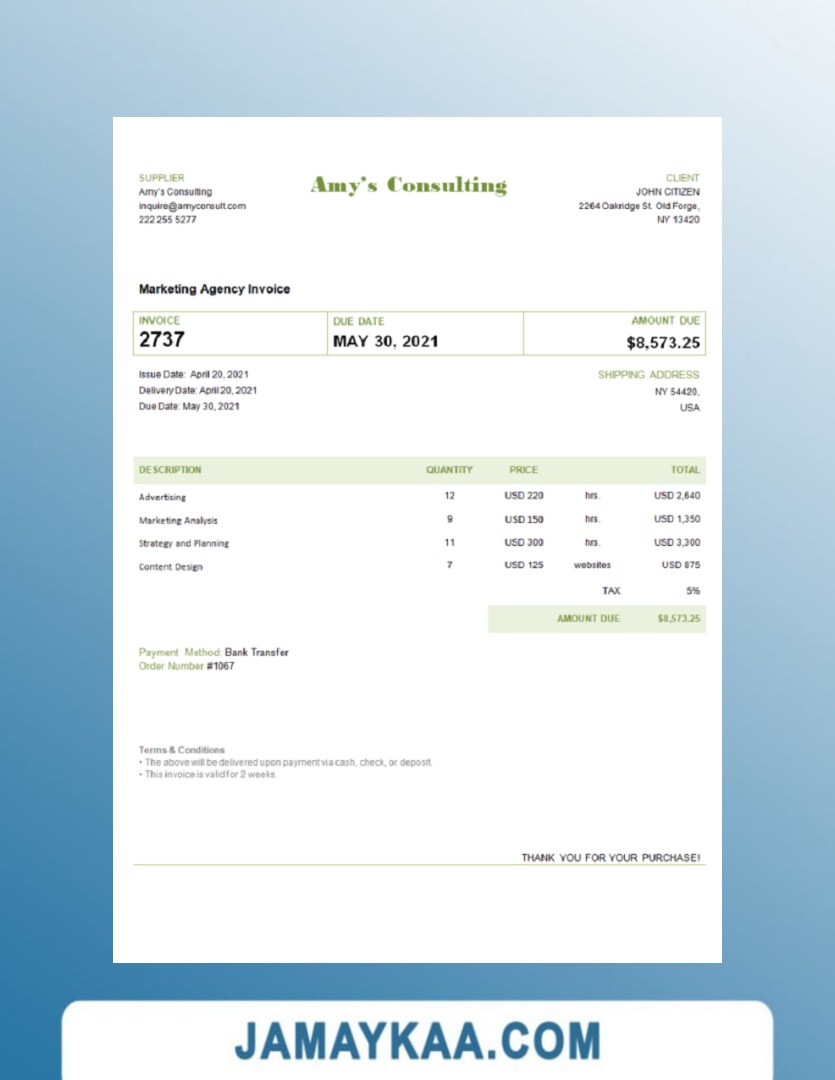 SUPPLIER
Amy's Consulting
inquire@amyconsult.com
222 255 5277
Amy's Consulting
CLIENT
JOHN CITIZEN
2264 Oakridge St. Old Forge,
NY 13420
Marketing Agency Invoice
INVOICE
2737
DUE DATE
MAY 30, 2021
AMOUNT DUE
$8,573.25
Issue Date: April 20, 2021
Delivery Date: April 20, 2021
Due Date: May 30, 2021
SHIPPING ADDRESS
NY 54420,
USA
DESCRIPTION QUANTITY PRICE TOTAL
Advertising 12 USD 220 hrs. USD 2,640
Marketing Analysis 9 USD 150 hrs. USD 1,350
Strategy and Planning 11 USD 300 hrs. USD 3,300
Content Design 7 USD 125 websites USD 875
TAX 5%
AMOUNT DUE $8,573.25
Payment Method: Bank Transfer
Order Number #1067
Terms & Conditions
• The above will be delivered upon payment via cash, check, or deposit.
• This invoice is valid for 2 weeks.
THANK YOU FOR YOUR PURCHASE!
JAMAYKAA.COM